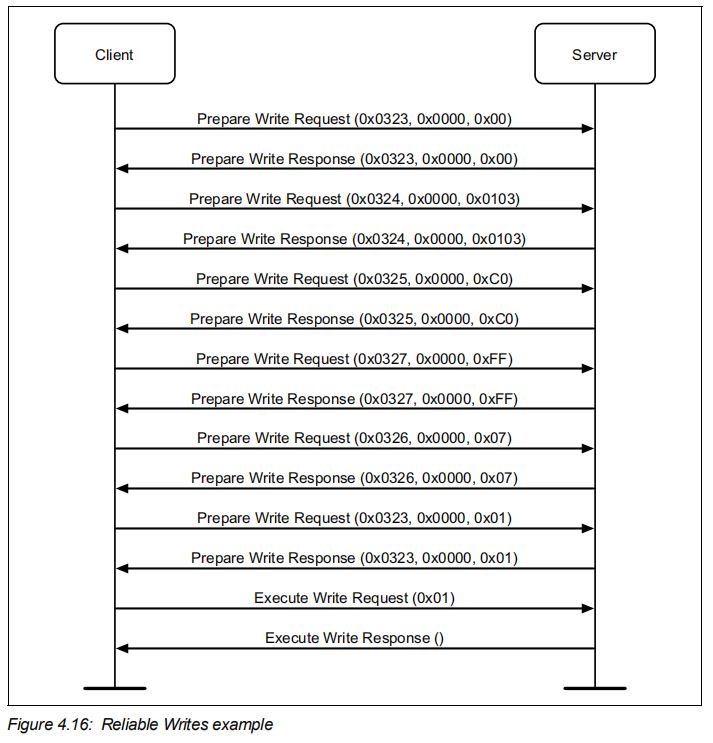 Client
Server
Prepare Write Request (0x0323, 0x0000, 0x00)
Prepare Write Response (0x0323, 0x0000, 0x00)
Prepare Write Request (0x0324, 0x0000, 0x0103)
Prepare Write Response (0x0324, 0x0000, 0x0103)
Prepare Write Request (0x0325, 0x0000, 0xC0)
Prepare Write Response (0x0325, 0x0000, 0xC0)
Prepare Write Request (0x0327, 0x0000, 0xFF)
Prepare Write Response (0x0327, 0x0000, 0xFF)
Prepare Write Request (0x0326, 0x0000, 0x07)
Prepare Write Response (0x0326, 0x0000, 0x07)
Prepare Write Request (0x0323, 0x0000, 0x01)
Prepare Write Response (0x0323, 0x0000, 0x01)
Execute Write Request (0x01)
Execute Write Response ()
Figure 4.16: Reliable Writes example